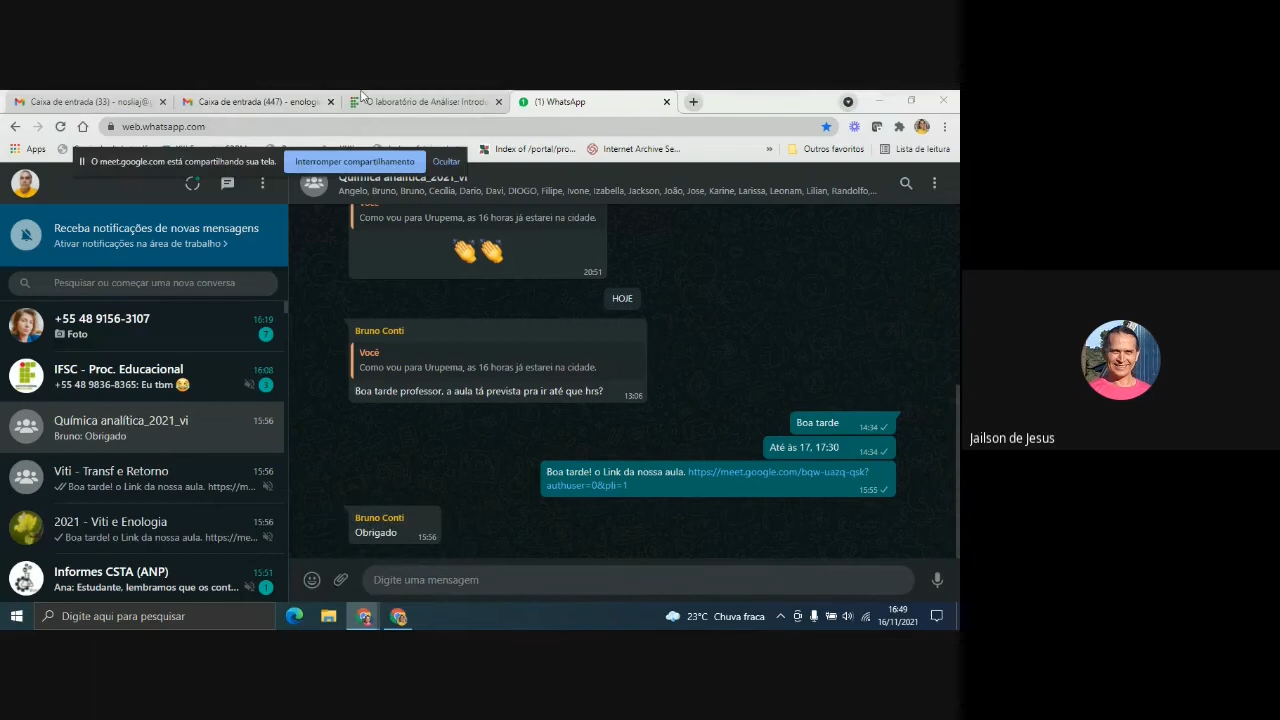 Caixa de entrada (33) - nosliaj@g
Caixa de entrada (447) - enologi
O laboratório de Análise: Introdu
(1) WhatsApp
web.whatsapp.com
Apps
Index of /portal/pro...
Internet Archive Se...
»
Outros favoritos
Lista de leitura
O meet.google.com está compartilhando sua tela.
Interromper compartilhamento
Ocultar
Química analítica_2021_vi
Angelo, Bruno, Bruno, Cecília, Dario, Davi, DIOGO, Filipe, Ivone, Izabella, Jackson, João, Jose, Karine, Larissa, Leonam, Lilian, Randolfo,...
Receba notificações de novas mensagens
Ativar notificações na área de trabalho >
Pesquisar ou começar uma nova conversa
+55 48 9156-3107
16:19
Foto
7
IFSC - Proc. Educacional
16:08
+55 48 9836-8365: Eu tbm
3
Química analítica_2021_vi
15:56
Bruno: Obrigado
Viti - Transf e Retorno
15:56
Boa tarde! o Link da nossa aula. https://m...
2021 - Viti e Enologia
15:56
Boa tarde! o Link da nossa aula. https://me...
Informes CSTA (ANP)
15:51
Ana: Estudante, lembramos que os cont...
1
Você
Como vou para Urupema, as 16 horas já estarei na cidade.
20:51
HOJE
Bruno Conti
Você
Como vou para Urupema, as 16 horas já estarei na cidade.
Boa tarde professor, a aula tá prevista pra ir até que hrs?
13:06
Boa tarde
14:34
Até às 17, 17:30
14:34
Boa tarde! o Link da nossa aula. https://meet.google.com/bqw-uazq-qsk?
authuser=0&pli=1
15:55
Bruno Conti
Obrigado
15:56
Digite uma mensagem
Digite aqui para pesquisar
23°C Chuva fraca
16:49
16/11/2021
Jailson de Jesus